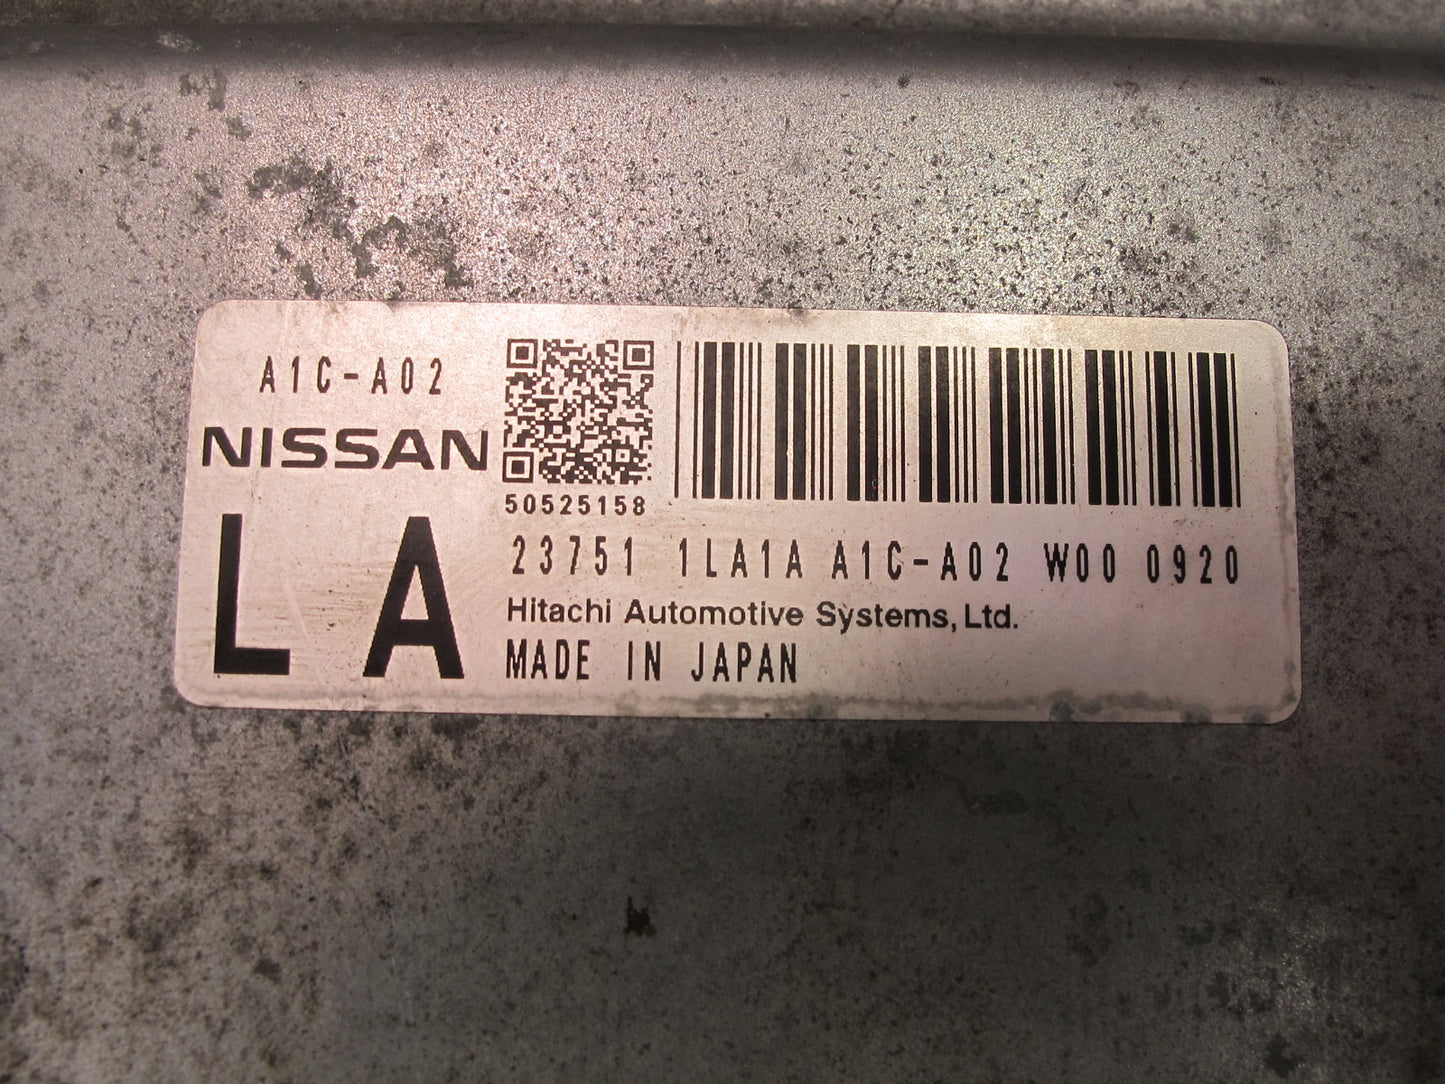 A1C-A02
NISSAN
LA
50525158
23751 1LA1A A1C-A02 W00 0920
Hitachi Automotive Systems, Ltd.
MADE IN JAPAN